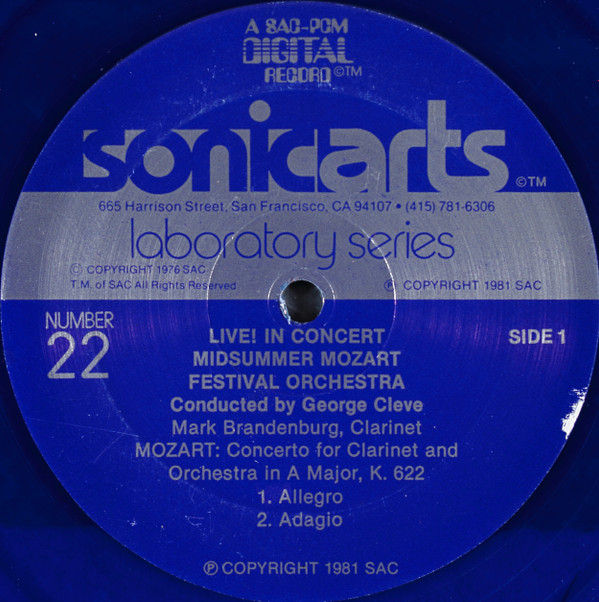 A SAC-PCM
DIGITAL
RECORD ©™
sonic arts ©™
665 Harrison Street, San Francisco, CA 94107 • (415) 781-6306
laboratory series
© COPYRIGHT 1976 SAC
T.M. of SAC All Rights Reserved
℗ COPYRIGHT 1981 SAC
NUMBER
22
SIDE 1
LIVE! IN CONCERT
MIDSUMMER MOZART
FESTIVAL ORCHESTRA
Conducted by George Cleve
Mark Brandenburg, Clarinet
MOZART: Concerto for Clarinet and
Orchestra in A Major, K. 622
1. Allegro
2. Adagio
℗ COPYRIGHT 1981 SAC